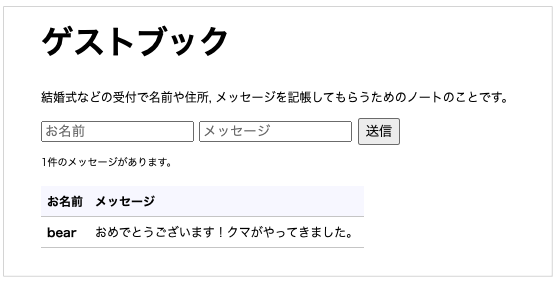 ゲストブック
結婚式などの受付で名前や住所, メッセージを記帳してもらうためのノートのことです。
お名前 メッセージ 送信
1件のメッセージがあります。
お名前 メッセージ
bear おめでとうございます！クマがやってきました。